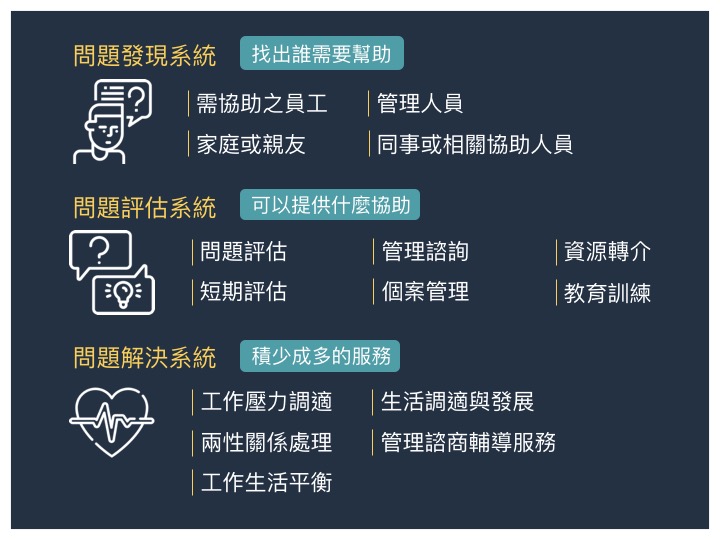 問題發現系統 找出誰需要幫助
需協助之員工 管理人員
家庭或親友 同事或相關協助人員
問題評估系統 可以提供什麼協助
問題評估 管理諮詢 資源轉介
短期評估 個案管理 教育訓練
問題解決系統 積少成多的服務
工作壓力調適 生活調適與發展
兩性關係處理 管理諮商輔導服務
工作生活平衡